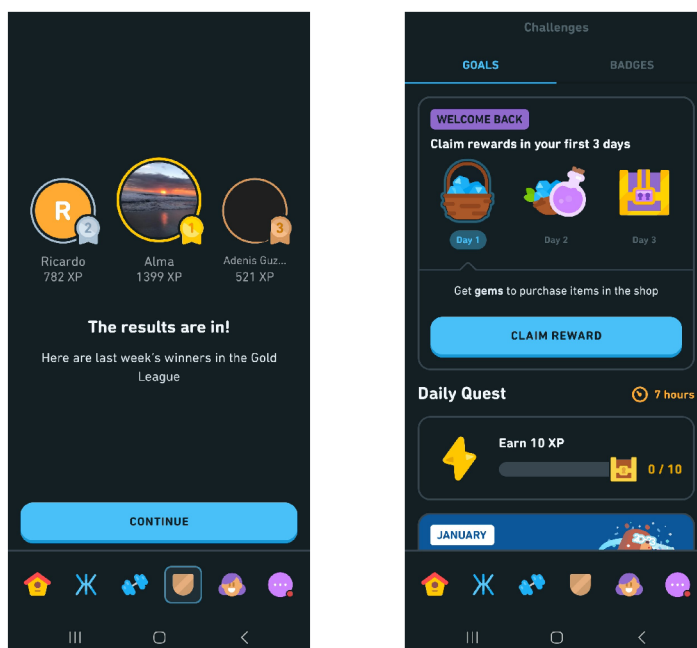 R
2
1
3
Ricardo
782 XP
Alma
1399 XP
Adenis Guz...
521 XP
The results are in!
Here are last week's winners in the Gold
League
CONTINUE
Ж
Challenges
GOALS
BADGES
WELCOME BACK
Claim rewards in your first 3 days
Day 1
Day 2
Day 3
Get gems to purchase items in the shop
CLAIM REWARD
Daily Quest
7 hours
Earn 10 XP
0 / 10
JANUARY
Ж